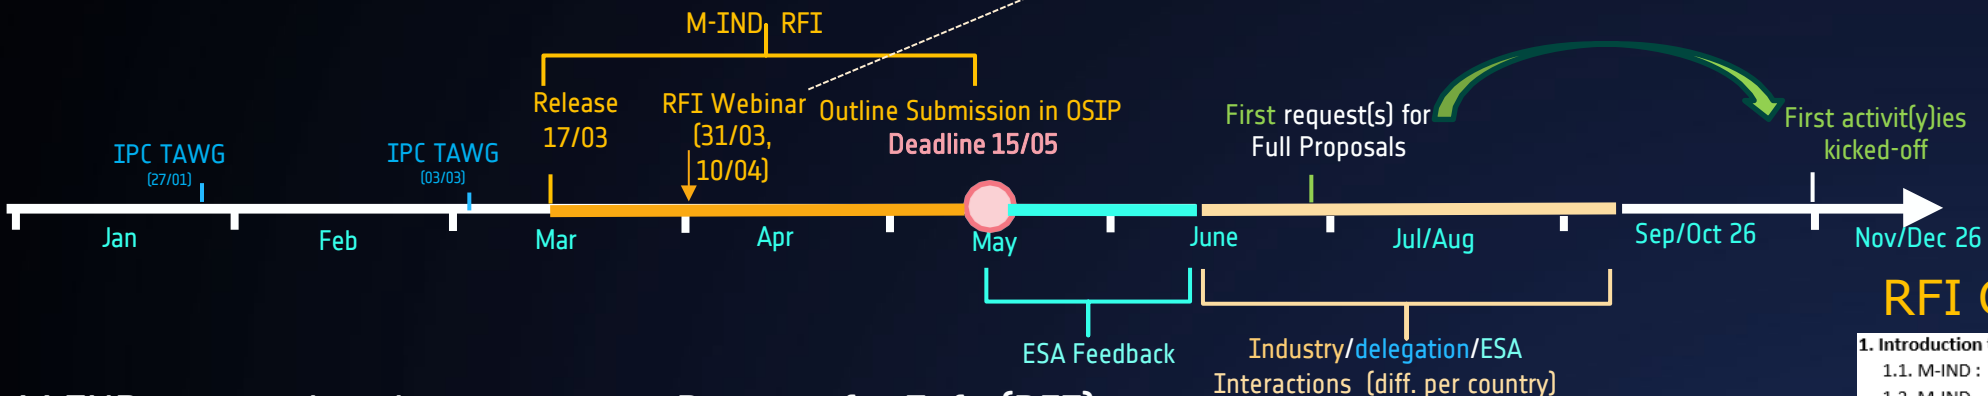 M-IND RFI
Release
17/03
RFI Webinar
(31/03,
10/04)
Outline Submission in OSIP
Deadline 15/05
First request(s) for
Full Proposals
First activit(y)ies
kicked-off
IPC TAWG
(27/01)
IPC TAWG
(03/03)
Jan
Feb
Mar
Apr
May
June
Jul/Aug
Sep/Oct 26
Nov/Dec 26
ESA Feedback
Industry/delegation/ESA
Interactions (diff. per country)
RFI
1. Introduction
1.1. M-IND :